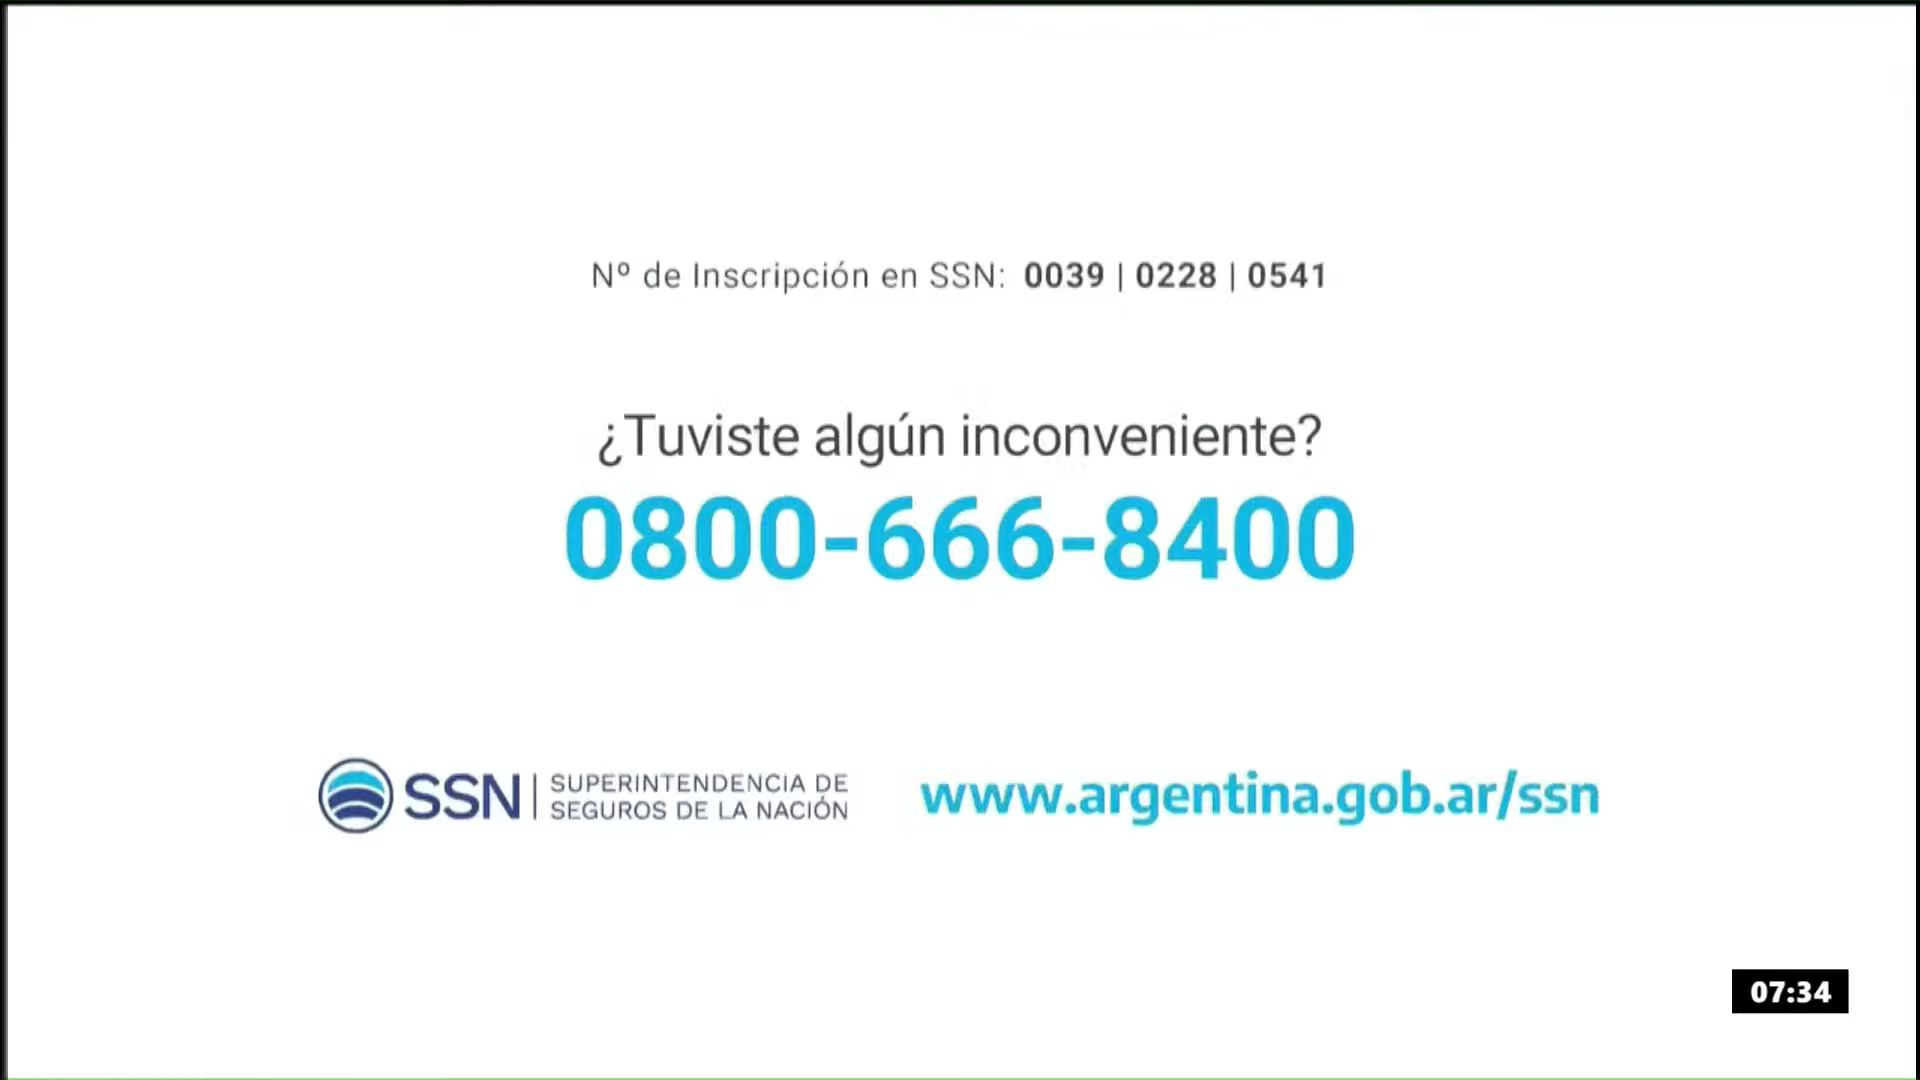 Nº de Inscripción en SSN: 0039 | 0228 | 0541
¿Tuviste algún inconveniente?
0800-666-8400
SSN | SUPERINTENDENCIA DE
SEGUROS DE LA NACIÓN
www.argentina.gob.ar/ssn
07:34